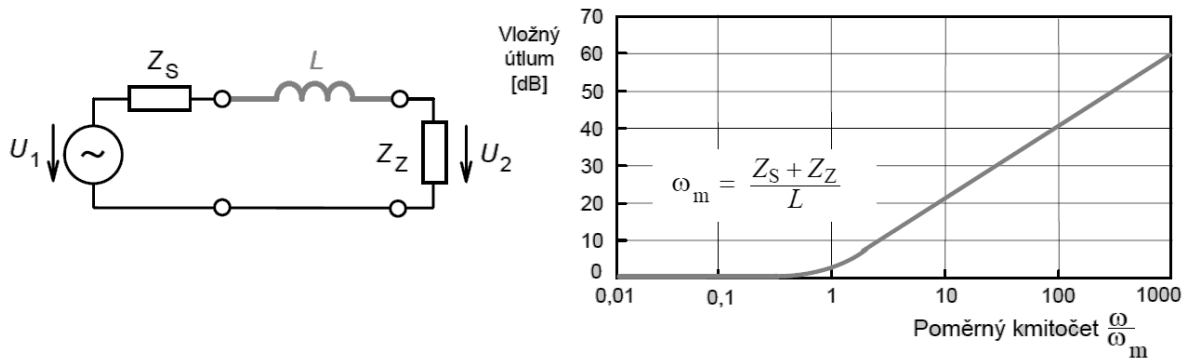 Z_S
L
U_1
~
Z_Z
U_2
Vložný
útlum
[dB]
70
60
50
40
30
20
10
0
ω_m = (Z_S + Z_Z) / L
0,01
0,1
1
10
100
1000
Poměrný kmitočet ω/ω_m